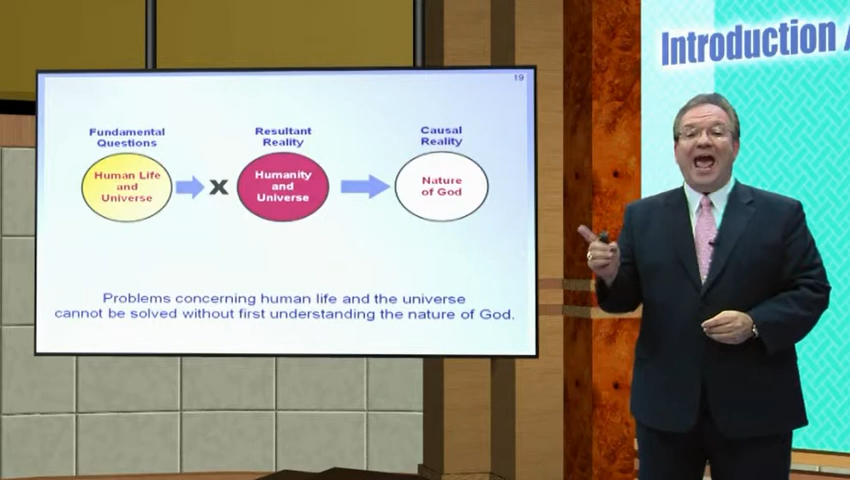 19
Fundamental
Questions
Resultant
Reality
Causal
Reality
Human Life
and
Universe
X
Humanity
and
Universe
Nature
of God
Problems concerning human life and the universe
cannot be solved without first understanding the nature of God.
Introduction